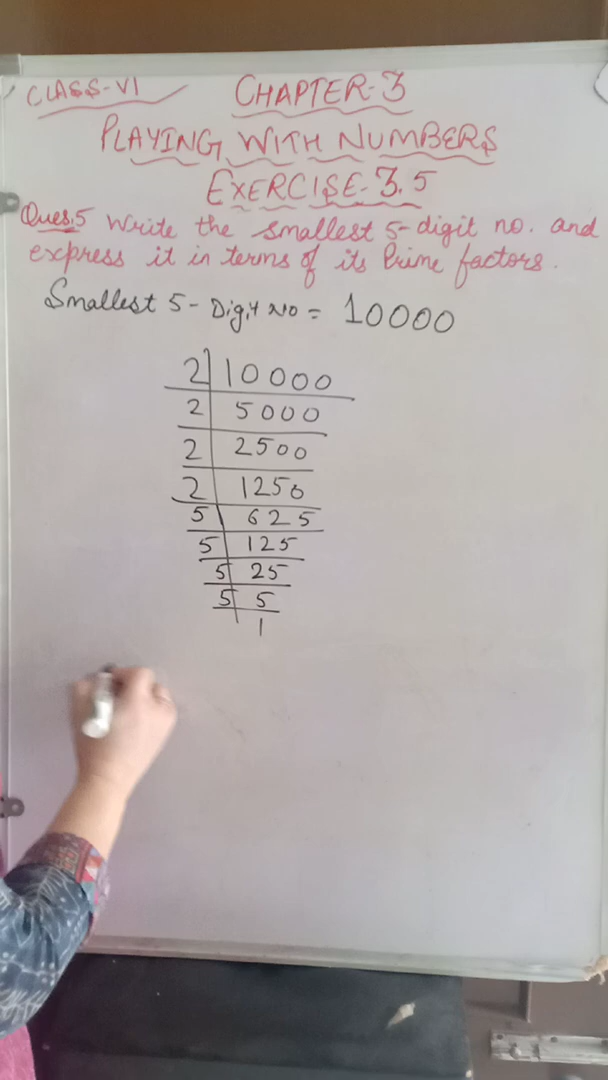 CLASS-VI
CHAPTER-3
PLAYING WITH NUMBERS
EXERCISE-3.5
Ques.5 Write the smallest 5-digit no. and
express it in terms of its Prime factors.
Smallest 5-Digit No = 10000
2 10000
2 5000
2 2500
2 1250
5 625
5 125
5 25
5 5
1